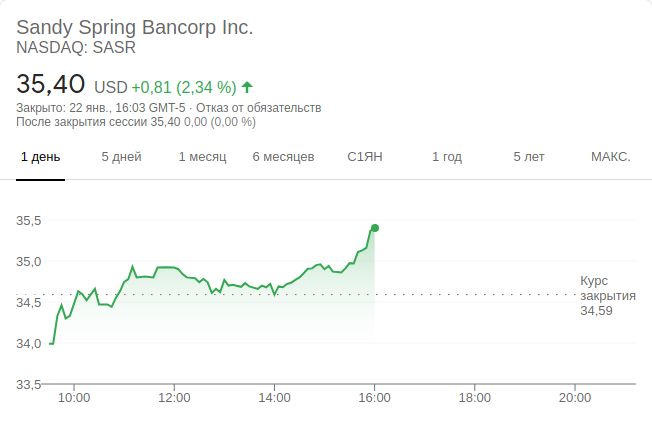 Sandy Spring Bancorp Inc.
NASDAQ: SASR
35,40 USD +0,81 (2,34 %)
Закрыто: 22 янв., 16:03 GMT-5 · Отказ от обязательств
После закрытия сессии 35,40 0,00 (0,00 %)
1 день 5 дней 1 месяц 6 месяцев С1ЯН 1 год 5 лет МАКС.
35,5
35,0
34,5
34,0
33,5
Курс
закрытия
34,59
10:00 12:00 14:00 16:00 18:00 20:00